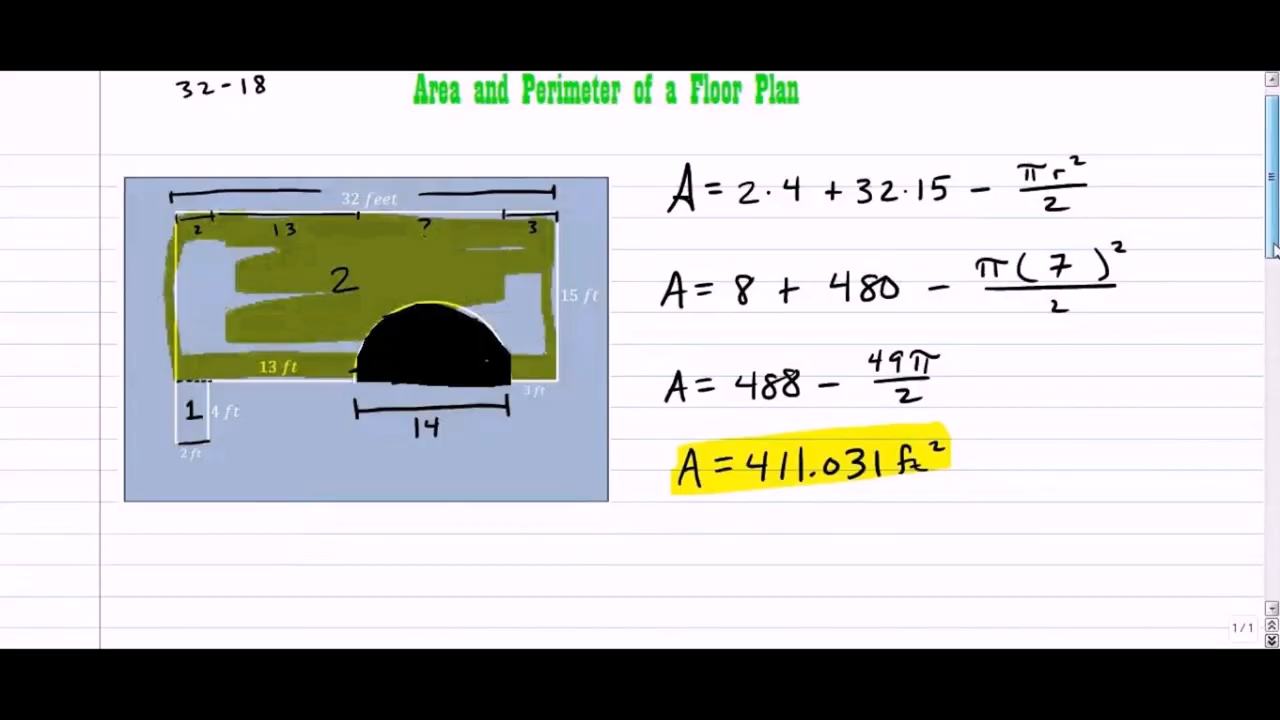 32-18
Area and Perimeter of a Floor Plan
32 feet
2 13 ? 3
2
15 ft
13 ft
3 ft
1 4 ft
14
2 ft
A = 2·4 + 32·15 − πr²/2
A = 8 + 480 − π(7)²/2
A = 488 − 49π/2
A = 411.031 ft²
1 / 1